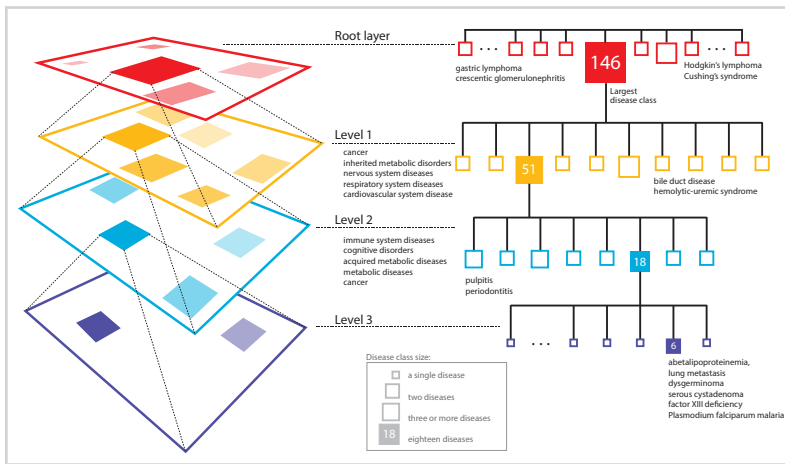 Root layer
. . .
146
. . .
gastric lymphoma
crescentic glomerulonephritis
Hodgkin's lymphoma
Cushing's syndrome
Largest
disease class
Level 1
cancer
inherited metabolic disorders
nervous system diseases
respiratory system diseases
cardiovascular system disease
51
bile duct disease
hemolytic-uremic syndrome
Level 2
immune system diseases
cognitive disorders
acquired metabolic diseases
metabolic diseases
cancer
18
pulpitis
periodontitis
Level 3
. . .
6
abetalipoproteinemia,
lung metastasis
dysgerminoma
serous cystadenoma
factor XIII deficiency
Plasmodium falciparum malaria
Disease class size:
a single disease
two diseases
three or more diseases
18
eighteen diseases